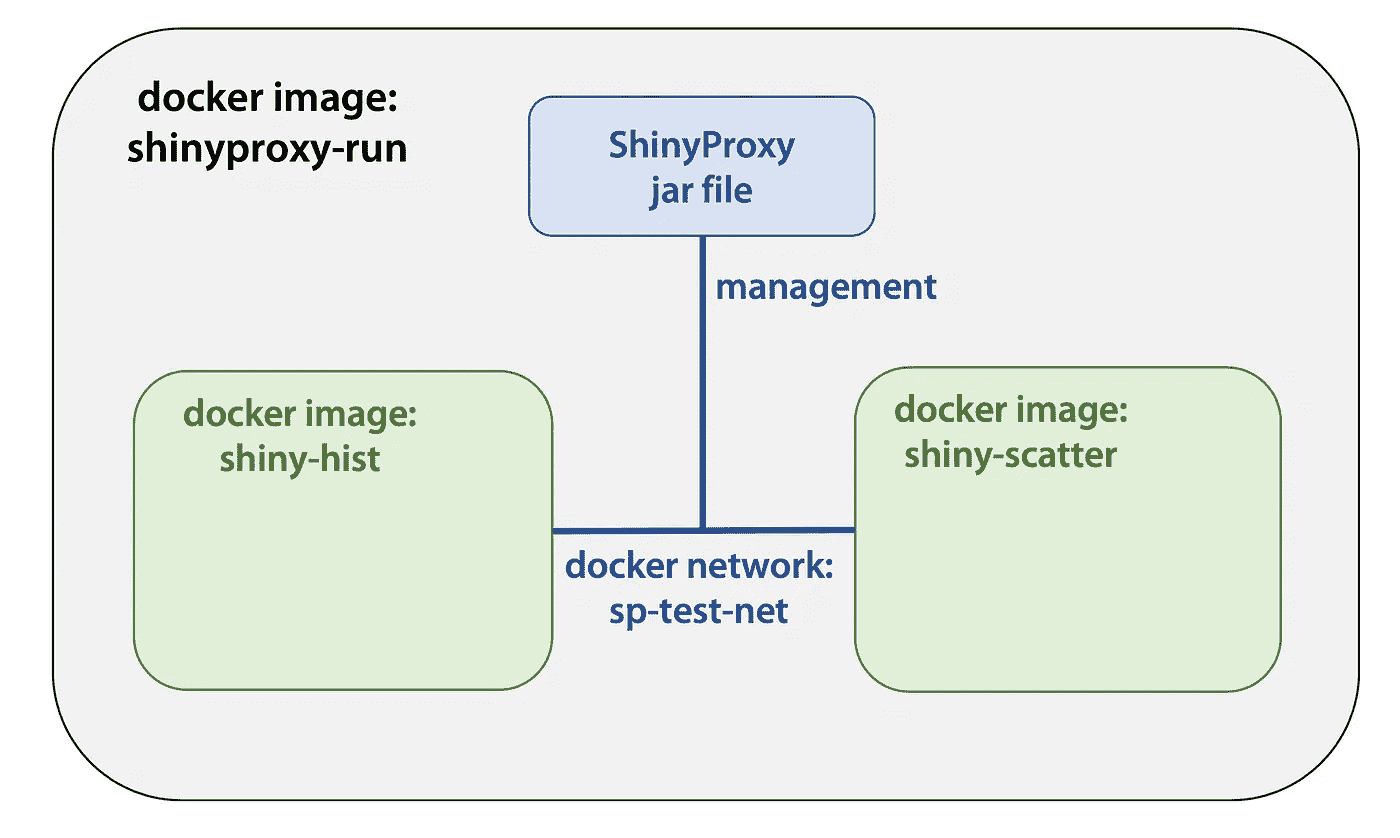 docker image:
shinyproxy-run
ShinyProxy
jar file
management
docker image:
shiny-hist
docker image:
shiny-scatter
docker network:
sp-test-net